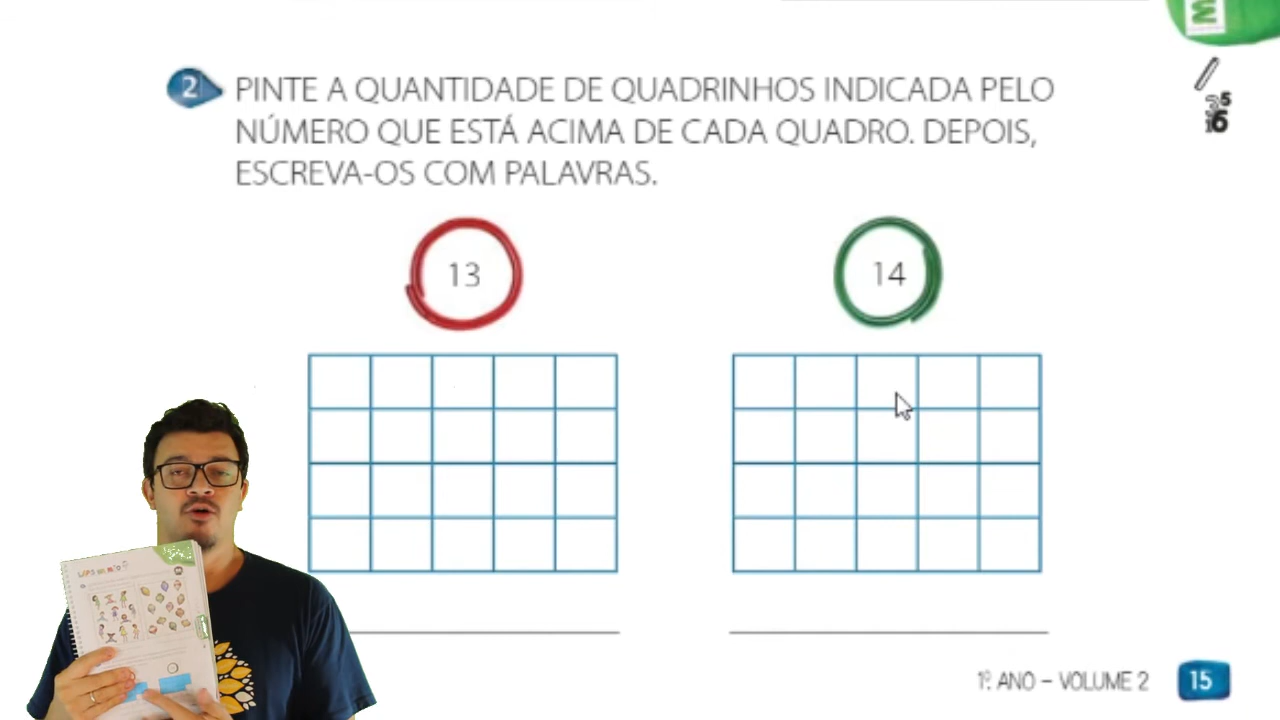 2 PINTE A QUANTIDADE DE QUADRINHOS INDICADA PELO
NÚMERO QUE ESTÁ ACIMA DE CADA QUADRO. DEPOIS,
ESCREVA-OS COM PALAVRAS.
13
14
1º. ANO – VOLUME 2
15